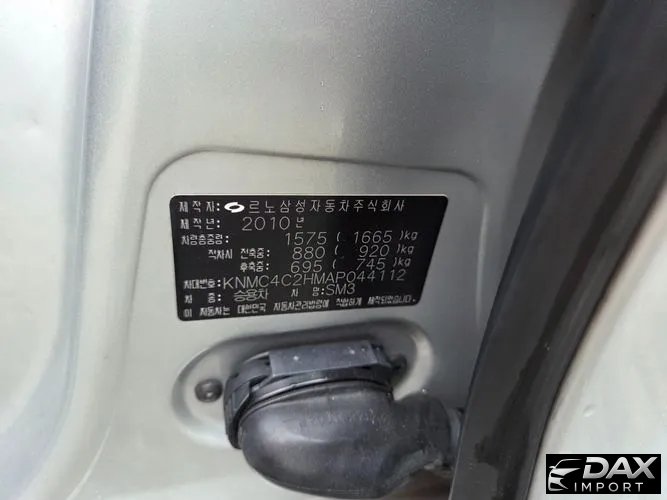 제 작 자: 르노삼성자동차주식회사
제 작 년: 2010년
차량총중량: 1575 ( 1665)kg
적차시 전축중: 880 ( 920)kg
후축중: 695 ( 745)kg
차대번호: KNMC4C2HMAP044112
차 종: 승용차 차 명: SM3
이 자동차는 대한민국 자동차관리법령에 적합하게 제작되었습니다.
DAX
IMPORT